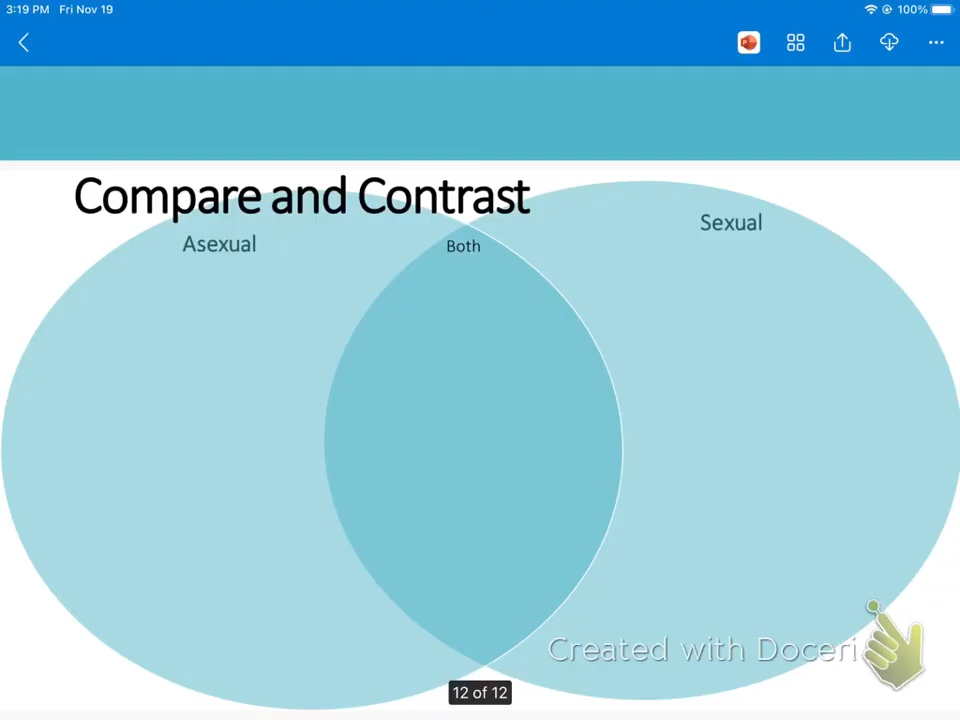 3:19 PM Fri Nov 19
100%
Compare and Contrast
Asexual
Both
Sexual
Created with Doceri
12 of 12